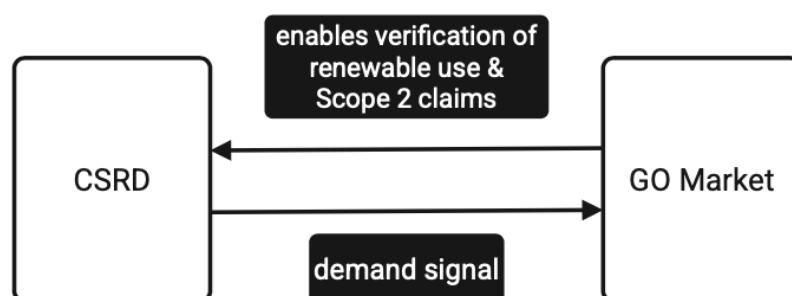 enables verification of
renewable use &
Scope 2 claims
CSRD
GO Market
demand signal